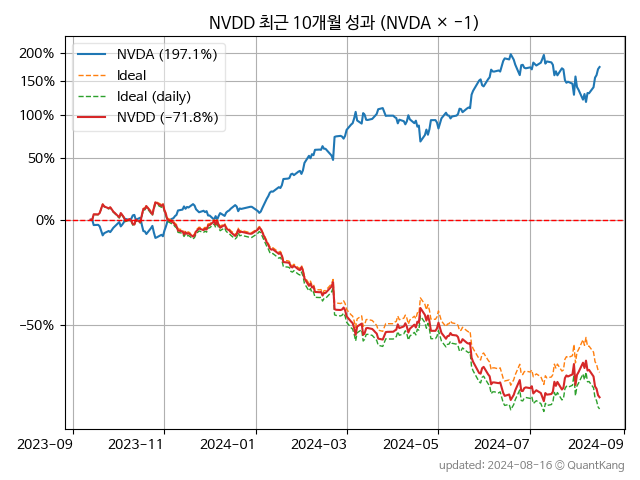 NVDD 최근 10개월 성과 (NVDA × −1)
200%
150%
100%
50%
0%
−50%
NVDA (197.1%)
Ideal
Ideal (daily)
NVDD (−71.8%)
2023-09
2023-11
2024-01
2024-03
2024-05
2024-07
2024-09
updated: 2024-08-16 © QuantKang